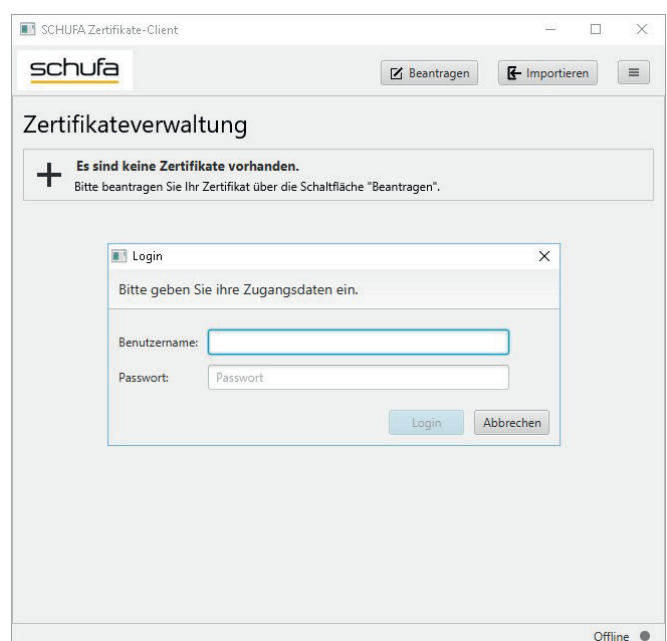 SCHUFA Zertifikate-Client
schufa
Beantragen
Importieren
Zertifikateverwaltung
Es sind keine Zertifikate vorhanden.
Bitte beantragen Sie Ihr Zertifikat über die Schaltfläche "Beantragen".
Login
Bitte geben Sie ihre Zugangsdaten ein.
Benutzername:
Passwort: Passwort
Login Abbrechen
Offline